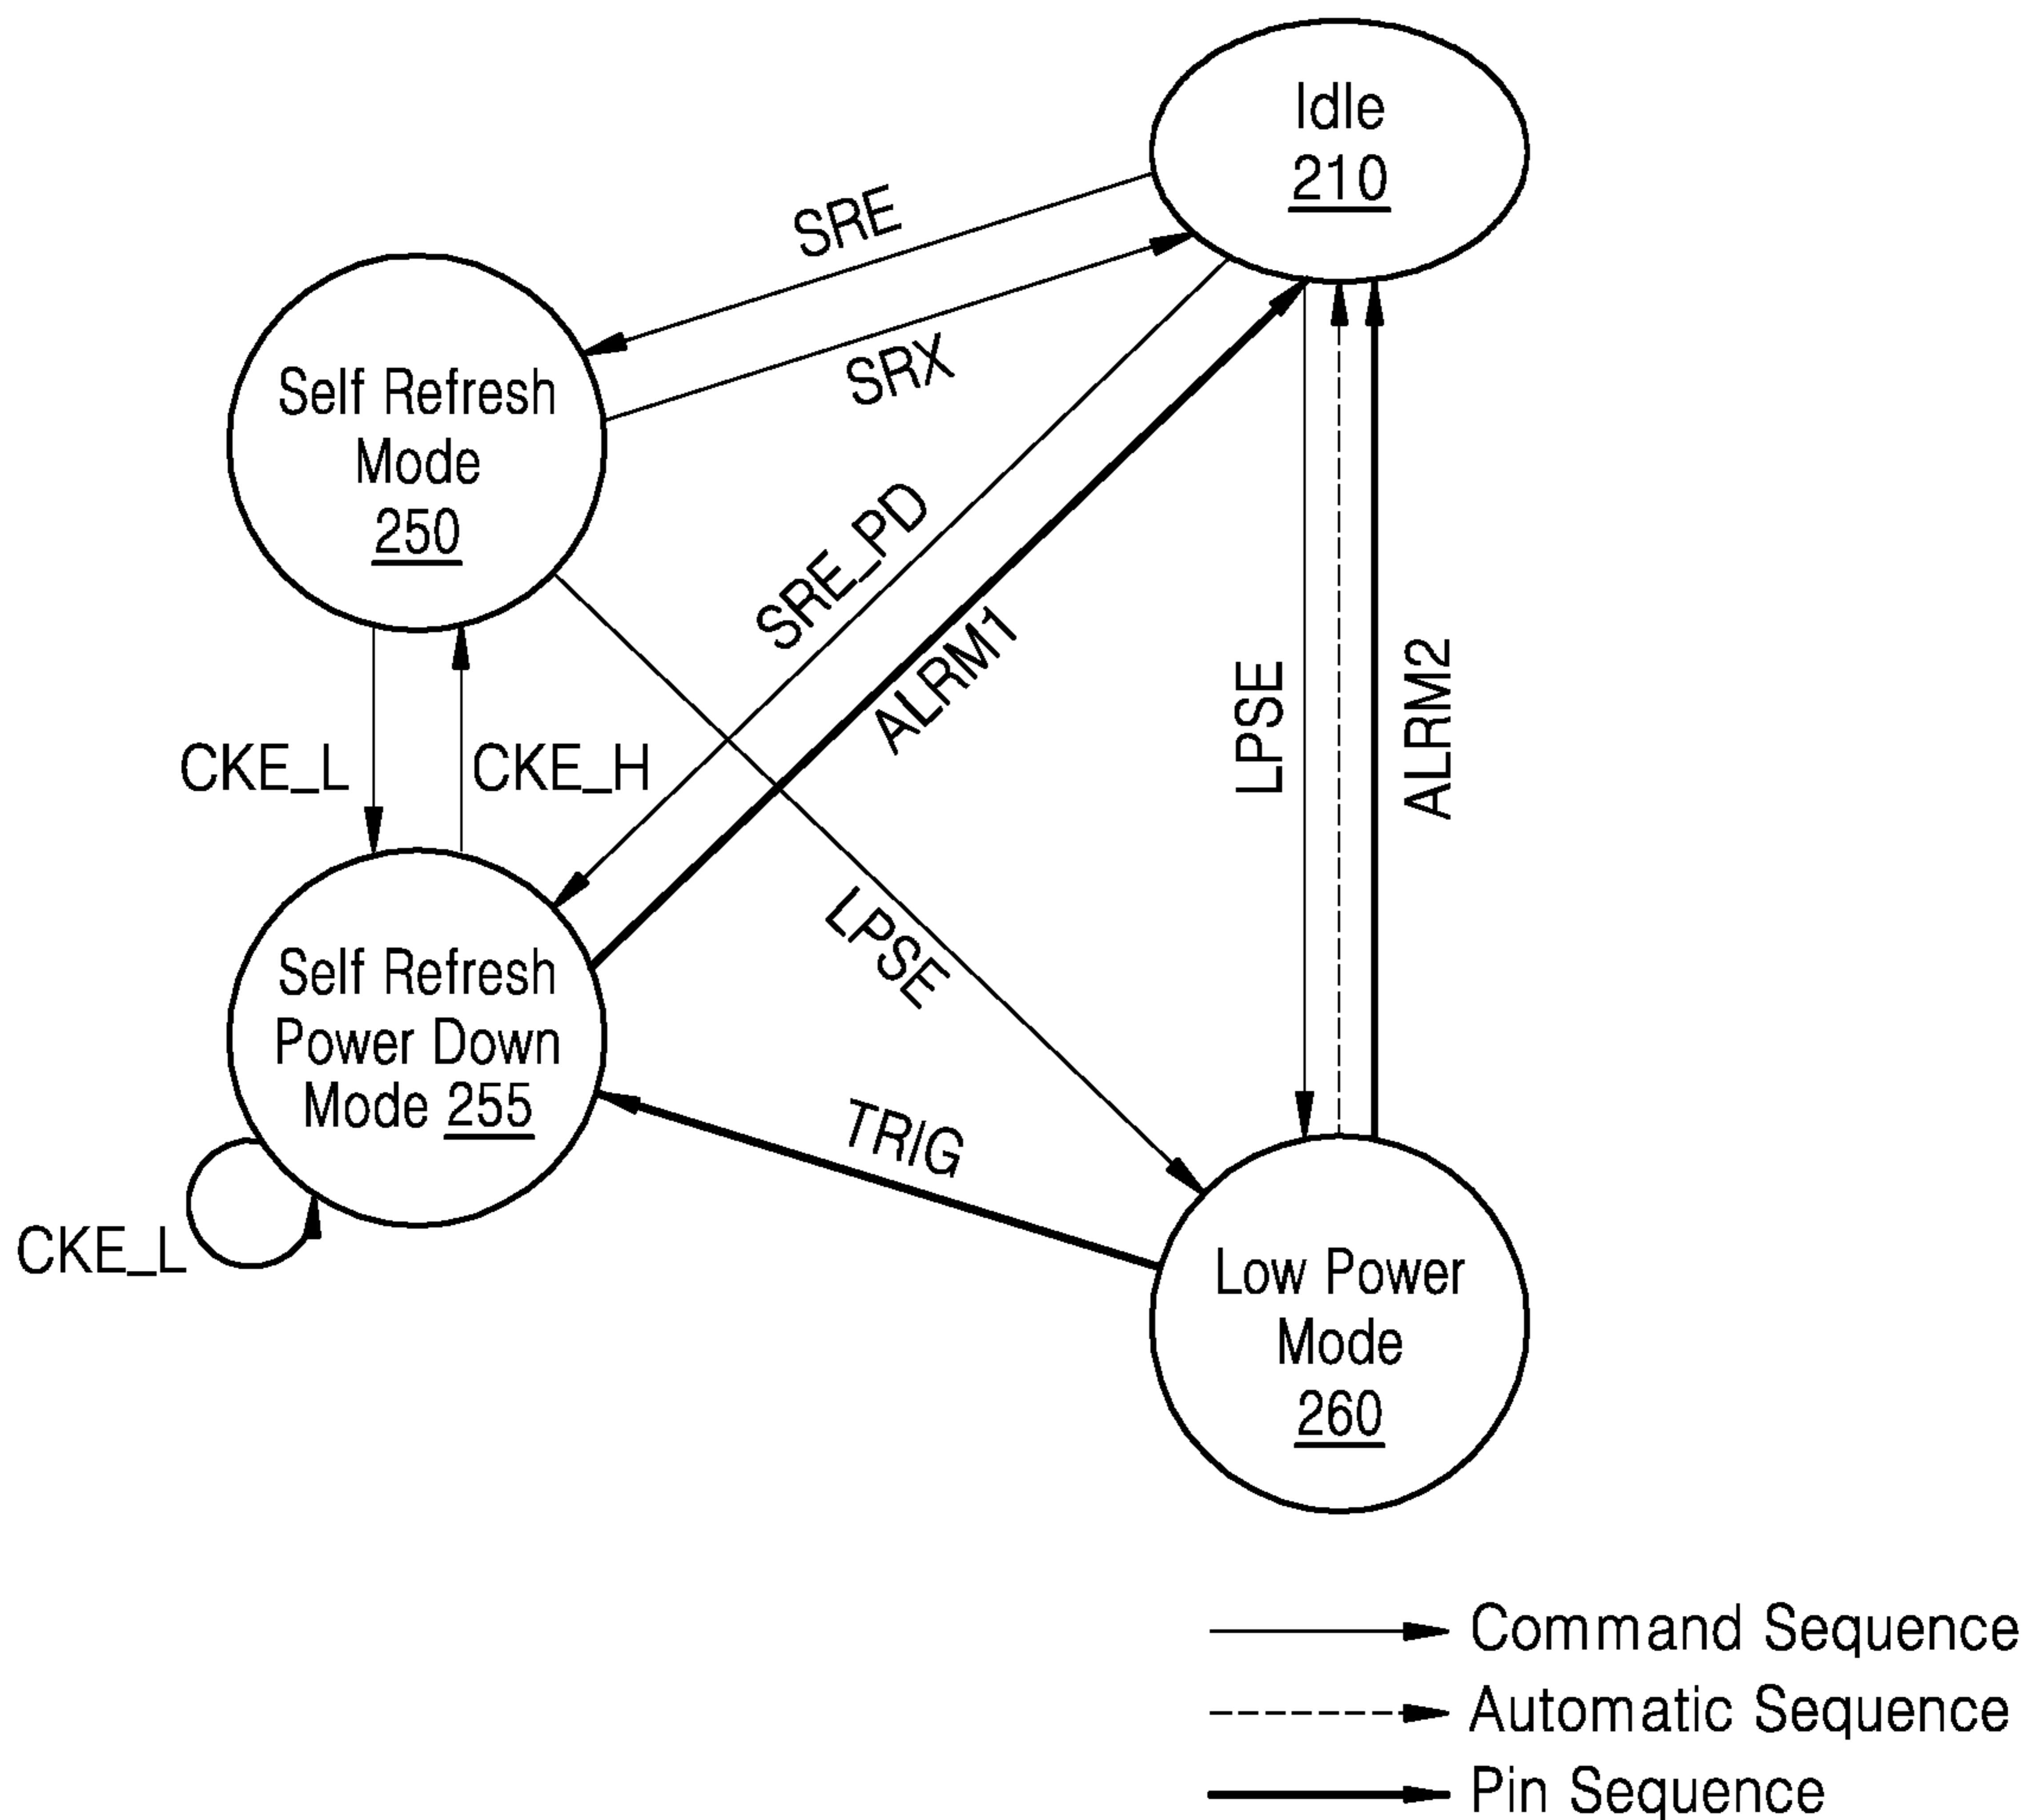 Idle
210
SRE
SRX
Self Refresh
Mode
250
SRE_PD
ALRM1
LPSE
ALRM2
CKE_L
CKE_H
LPSE
Self Refresh
Power Down
Mode 255
TRIG
CKE_L
Low Power
Mode
260
Command Sequence
Automatic Sequence
Pin Sequence